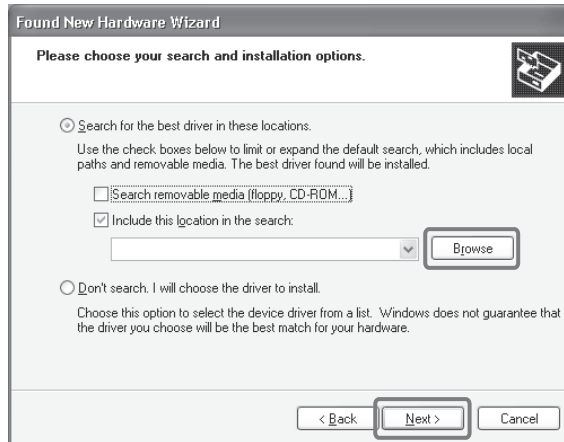 Found New Hardware Wizard
Please choose your search and installation options.
Search for the best driver in these locations.
Use the check boxes below to limit or expand the default search, which includes local
paths and removable media. The best driver found will be installed.
Search removable media (floppy, CD-ROM...)
Include this location in the search:
Browse
Don't search. I will choose the driver to install.
Choose this option to select the device driver from a list. Windows does not guarantee that
the driver you choose will be the best match for your hardware.
< Back Next > Cancel